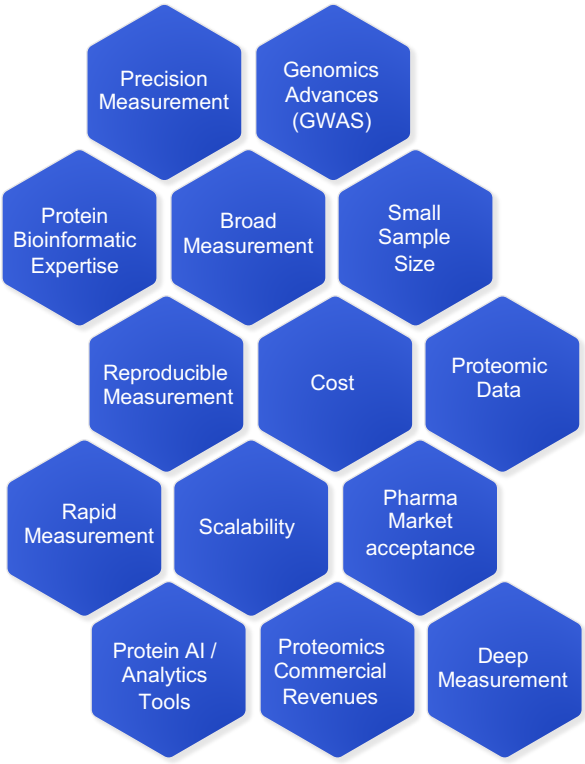 Precision
Measurement
Genomics
Advances
(GWAS)
Protein
Bioinformatic
Expertise
Broad
Measurement
Small
Sample
Size
Reproducible
Measurement
Cost
Proteomic
Data
Rapid
Measurement
Scalability
Pharma
Market
acceptance
Protein AI /
Analytics
Tools
Proteomics
Commercial
Revenues
Deep
Measurement